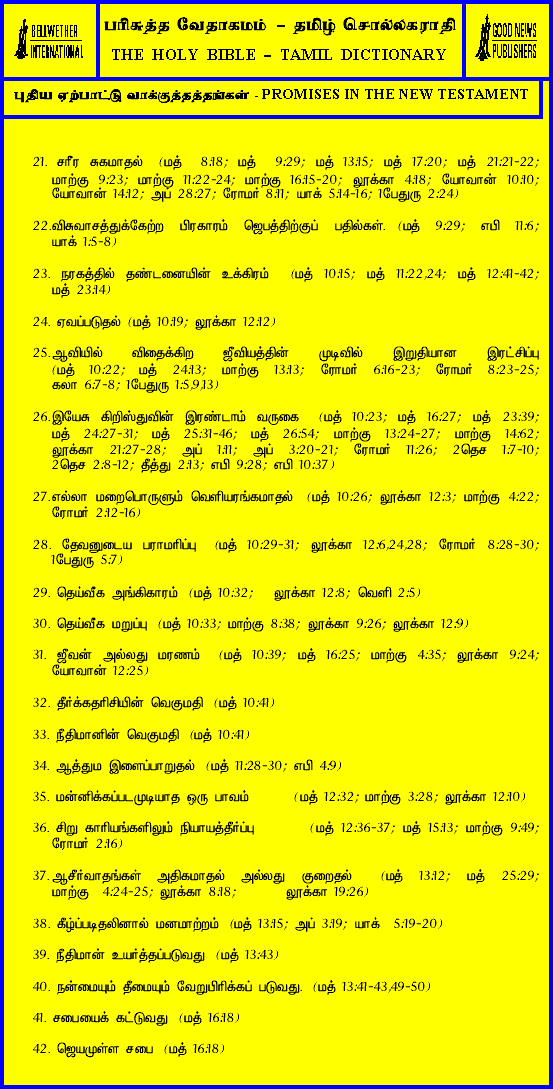 BELLWETHER
INTERNATIONAL
பரிசுத்த வேதாகமம் – தமிழ் சொல்லகராதி
THE HOLY BIBLE – TAMIL DICTIONARY
GOOD NEWS
PUBLISHERS
புதிய ஏற்பாட்டு வாக்குத்தத்தங்கள் - PROMISES IN THE NEW TESTAMENT
21. சரீர சுகமாதல் (மத் 8:18; மத் 9:29; மத் 13:15; மத் 17:20; மத் 21:21-22;
மாற்கு 9:23; மாற்கு 11:22-24; மாற்கு 16:15-20; லூக்கா 4:18; யோவான் 10:10;
யோவான் 14:12; அப் 28:27; ரோமர் 8:11; யாக் 5:14-16; 1பேதுரு 2:24)
22.விசுவாசத்துக்கேற்ற பிரகாரம் ஜெபத்திற்குப் பதில்கள். (மத் 9:29; எபி 11:6;
யாக் 1:5-8)
23. நரகத்தில் தண்டனையின் உக்கிரம் (மத் 10:15; மத் 11:22,24; மத் 12:41-42;
மத் 23:14)
24. ஏவப்படுதல் (மத் 10:19; லூக்கா 12:12)
25.ஆவியில் விதைக்கிற ஜீவியத்தின் முடிவில் இறுதியான இரட்சிப்பு
(மத் 10:22; மத் 24:13; மாற்கு 13:13; ரோமர் 6:16-23; ரோமர் 8:23-25;
கலா 6:7-8; 1பேதுரு 1:5,9,13)
26.இயேசு கிறிஸ்துவின் இரண்டாம் வருகை (மத் 10:23; மத் 16:27; மத் 23:39;
மத் 24:27-31; மத் 25:31-46; மத் 26:54; மாற்கு 13:24-27; மாற்கு 14:62;
லூக்கா 21:27-28; அப் 1:11; அப் 3:20-21; ரோமர் 11:26; 2தெச 1:7-10;
2தெச 2:8-12; தீத்து 2:13; எபி 9:28; எபி 10:37)
27.எல்லா மறைபொருளும் வெளியரங்கமாதல் (மத் 10:26; லூக்கா 12:3; மாற்கு 4:22;
ரோமர் 2:12-16)
28. தேவனுடைய பராமரிப்பு (மத் 10:29-31; லூக்கா 12:6,24,28; ரோமர் 8:28-30;
1பேதுரு 5:7)
29. தெய்வீக அங்கிகாரம் (மத் 10:32; லூக்கா 12:8; வெளி 2:5)
30. தெய்வீக மறுப்பு (மத் 10:33; மாற்கு 8:38; லூக்கா 9:26; லூக்கா 12:9)
31. ஜீவன் அல்லது மரணம் (மத் 10:39; மத் 16:25; மாற்கு 4:35; லூக்கா 9:24;
யோவான் 12:25)
32. தீர்க்கதரிசியின் வெகுமதி (மத் 10:41)
33. நீதிமானின் வெகுமதி (மத் 10:41)
34. ஆத்தும இளைப்பாறுதல் (மத் 11:28-30; எபி 4:9)
35. மன்னிக்கப்படமுடியாத ஒரு பாவம் (மத் 12:32; மாற்கு 3:28; லூக்கா 12:10)
36. சிறு காரியங்களிலும் நியாயத்தீர்ப்பு (மத் 12:36-37; மத் 15:13; மாற்கு 9:49;
ரோமர் 2:16)
37.ஆசீர்வாதங்கள் அதிகமாதல் அல்லது குறைதல் (மத் 13:12; மத் 25:29;
மாற்கு 4:24-25; லூக்கா 8:18; லூக்கா 19:26)
38. கீழ்ப்படிதலினால் மனமாற்றம் (மத் 13:15; அப் 3:19; யாக் 5:19-20)
39. நீதிமான் உயர்த்தப்படுவது (மத் 13:43)
40. நன்மையும் தீமையும் வேறுபிரிக்கப் படுவது. (மத் 13:41-43,49-50)
41. சபையைக் கட்டுவது (மத் 16:18)
42. ஜெயமுள்ள சபை (மத் 16:18)